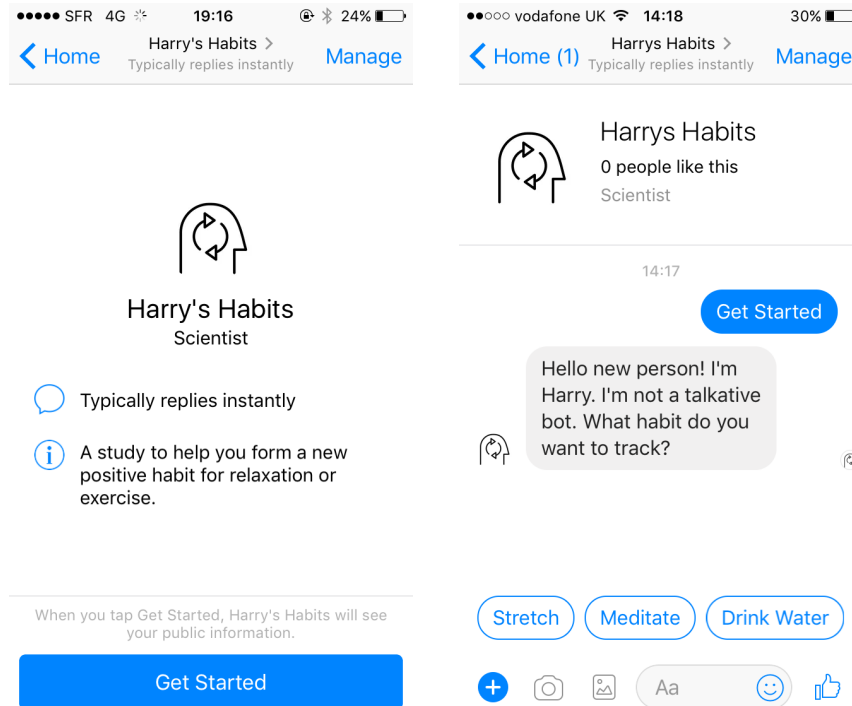 SFR 4G 19:16 24%
Home Harry's Habits Manage
Typically replies instantly
Harry's Habits
Scientist
Typically replies instantly
A study to help you form a new
positive habit for relaxation or
exercise.
When you tap Get Started, Harry's Habits will see
your public information.
Get Started
vodafone UK 14:18 30%
Home (1) Harrys Habits Manage
Typically replies instantly
Harrys Habits
0 people like this
Scientist
14:17
Get Started
Hello new person! I'm
Harry. I'm not a talkative
bot. What habit do you
want to track?
Stretch Meditate Drink Water
Aa